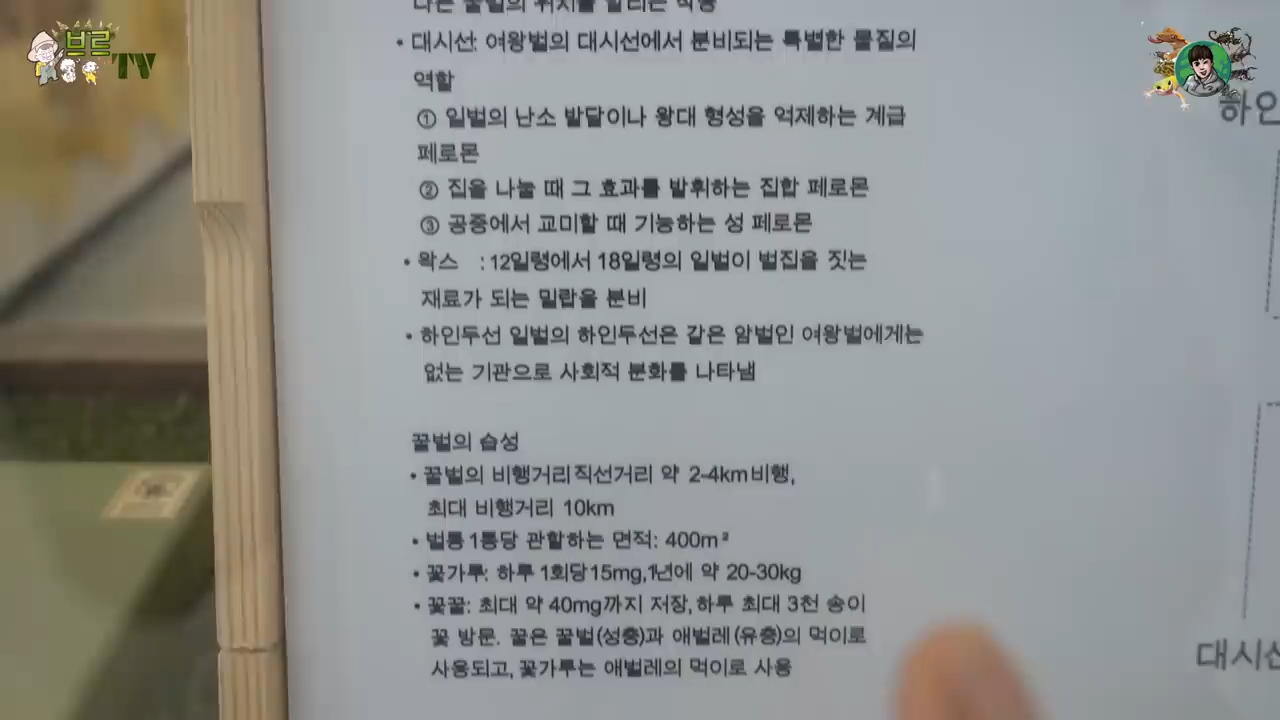 다른 꿀벌의 위치를 알리는 작용
• 대시선: 여왕벌의 대시선에서 분비되는 특별한 물질의
역할
① 일벌의 난소 발달이나 왕대 형성을 억제하는 계급
페로몬
② 집을 나눌 때 그 효과를 발휘하는 집합 페로몬
③ 공중에서 교미할 때 기능하는 성 페로몬
• 왁스 : 12일령에서 18일령의 일벌이 벌집을 짓는
재료가 되는 밀랍을 분비
• 하인두선 일벌의 하인두선은 같은 암벌인 여왕벌에게는
없는 기관으로 사회적 분화를 나타냄
꿀벌의 습성
• 꿀벌의 비행거리직선거리 약 2-4km비행,
최대 비행거리 10km
• 벌통1통당 관할하는 면적: 400m²
• 꽃가루: 하루 1회당15mg,1년에 약 20-30kg
• 꽃꿀: 최대 약 40mg까지 저장, 하루 최대 3천 송이
꽃 방문. 꿀은 꿀벌(성충)과 애벌레(유충)의 먹이로
사용되고, 꽃가루는 애벌레의 먹이로 사용
하인
대시선
브르
TV